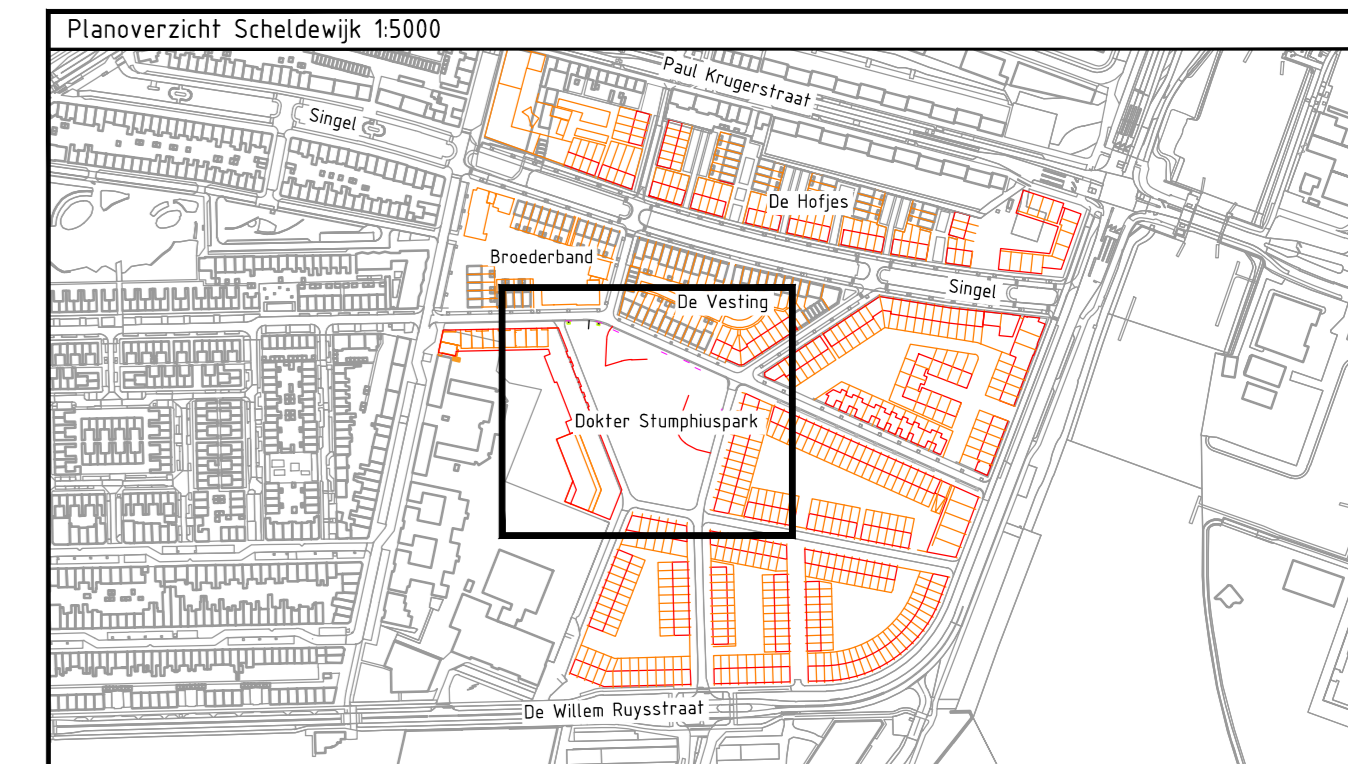 Planoverzicht Scheldewijk 1:5000
Paul Krugerstraat
Singel
De Hofjes
Broederband
Singel
De Vesting
Dokter Stumphiuspark
De Willem Ruysstraat